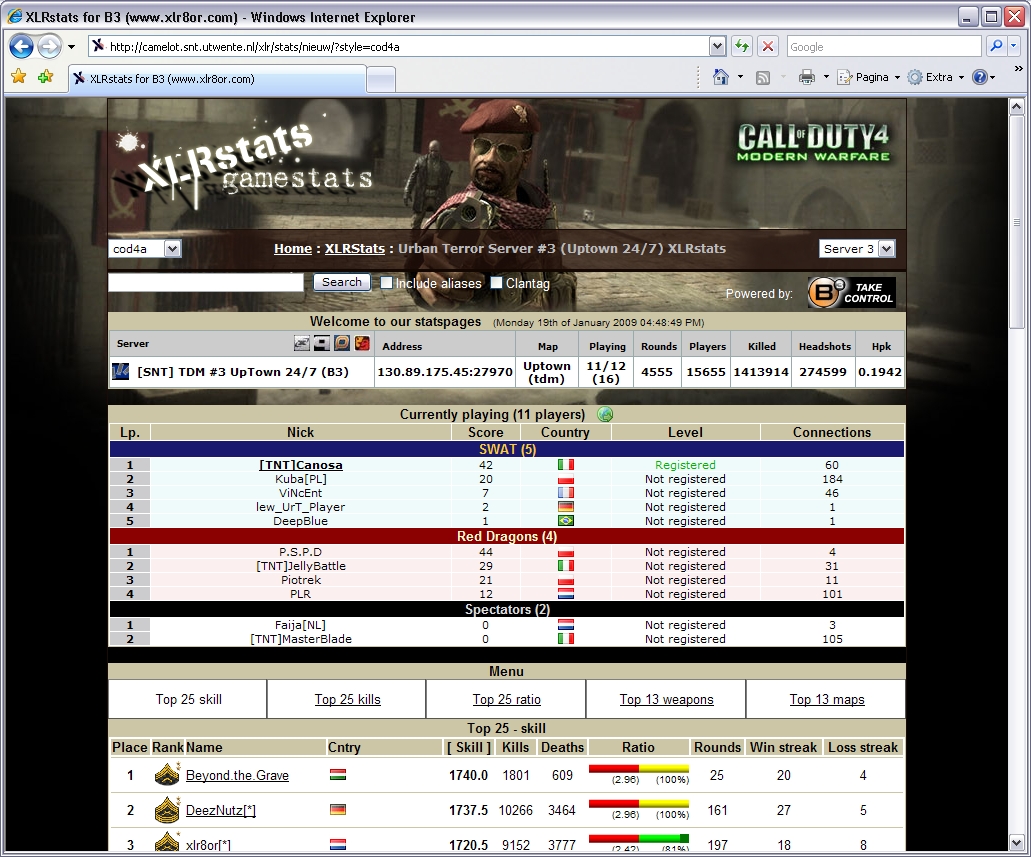 XLRstats for B3 (www.xlr8or.com) - Windows Internet Explorer
http://camelot.snt.utwente.nl/xlr/stats/nieuw/?style=cod4a
Google
XLRstats for B3 (www.xlr8or.com)
Pagina
Extra
XLRstats
gamestats
CALL OF DUTY 4
MODERN WARFARE
cod4a
Home : XLRStats : Urban Terror Server #3 (Uptown 24/7) XLRstats
Server 3
Search
Include aliases
Clantag
Powered by:
B3 TAKE CONTROL
Welcome to our statspages (Monday 19th of January 2009 04:48:49 PM)
Server Address Map Playing Rounds Players Killed Headshots Hpk
[SNT] TDM #3 UpTown 24/7 (B3) 130.89.175.45:27970 Uptown (tdm) 11/12 (16) 4555 15655 1413914 274599 0.1942
Currently playing (11 players)
Lp. Nick Score Country Level Connections
SWAT (5)
1 [TNT]Canosa 42 Registered 60
2 Kuba[PL] 20 Not registered 184
3 ViNcEnt 7 Not registered 46
4 lew_UrT_Player 2 Not registered 1
5 DeepBlue 1 Not registered 1
Red Dragons (4)
1 P.S.P.D 44 Not registered 4
2 [TNT]JellyBattle 29 Not registered 31
3 Piotrek 21 Not registered 11
4 PLR 12 Not registered 101
Spectators (2)
1 Faija[NL] 0 Not registered 3
2 [TNT]MasterBlade 0 Not registered 105
Menu
Top 25 skill Top 25 kills Top 25 ratio Top 13 weapons Top 13 maps
Top 25 - skill
Place Rank Name Cntry [ Skill ] Kills Deaths Ratio Rounds Win streak Loss streak
1 Beyond.the.Grave 1740.0 1801 609 (2.96) (100%) 25 20 4
2 DeezNutz[*] 1737.5 10266 3464 (2.96) (100%) 161 27 5
3 xlr8or[*] 1720.5 9152 3777 (2.42) (81%) 197 18 8